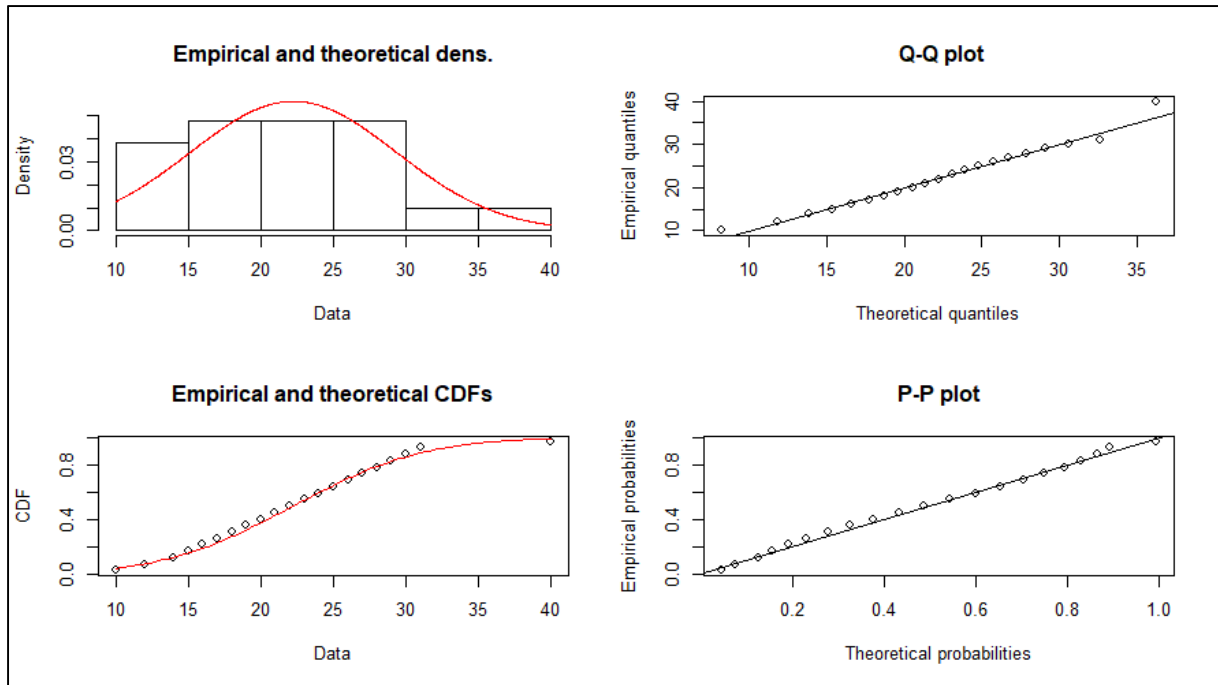 Empirical and theoretical dens.
Density
0.00
0.03
10 15 20 25 30 35 40
Data
Q-Q plot
Empirical quantiles
10 20 30 40
10 15 20 25 30 35
Theoretical quantiles
Empirical and theoretical CDFs
CDF
0.0 0.4 0.8
10 15 20 25 30 35 40
Data
P-P plot
Empirical probabilities
0.0 0.4 0.8
0.2 0.4 0.6 0.8 1.0
Theoretical probabilities